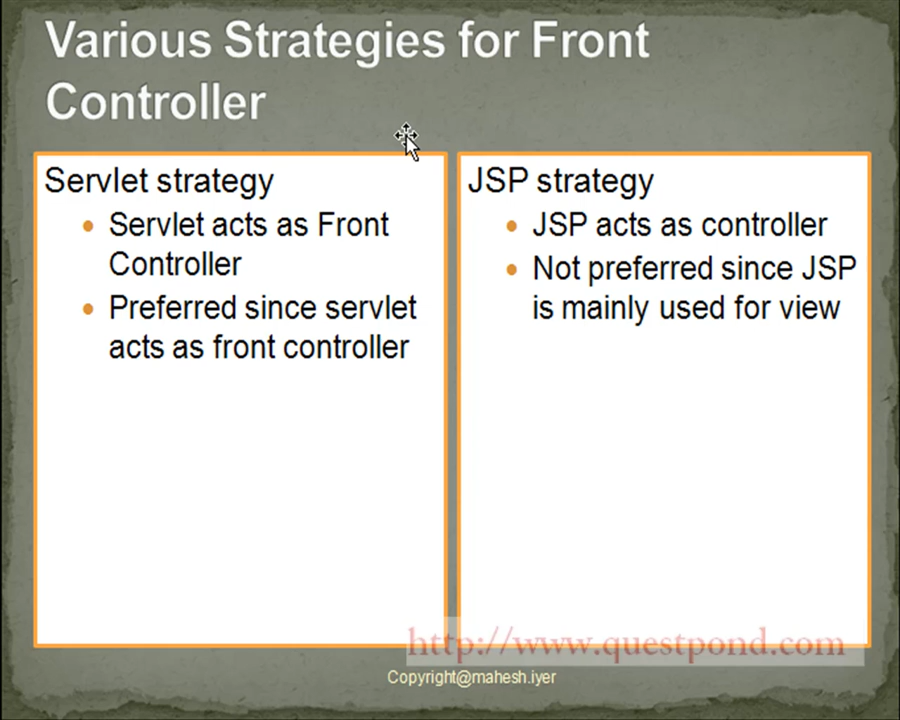 Various Strategies for Front
Controller
Servlet strategy
Servlet acts as Front
Controller
Preferred since servlet
acts as front controller
JSP strategy
JSP acts as controller
Not preferred since JSP
is mainly used for view
http://www.questpond.com
Copyright@mahesh.iyer